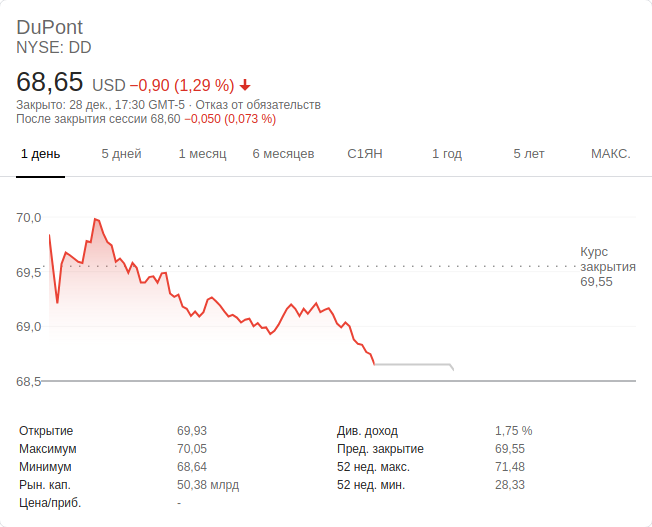 DuPont
NYSE: DD
68,65 USD −0,90 (1,29 %)
Закрыто: 28 дек., 17:30 GMT-5 · Отказ от обязательств
После закрытия сессии 68,60 −0,050 (0,073 %)
1 день 5 дней 1 месяц 6 месяцев С1ЯН 1 год 5 лет МАКС.
70,0
69,5
69,0
68,5
Курс
закрытия
69,55
Открытие 69,93 Див. доход 1,75 %
Максимум 70,05 Пред. закрытие 69,55
Минимум 68,64 52 нед. макс. 71,48
Рын. кап. 50,38 млрд 52 нед. мин. 28,33
Цена/приб. -